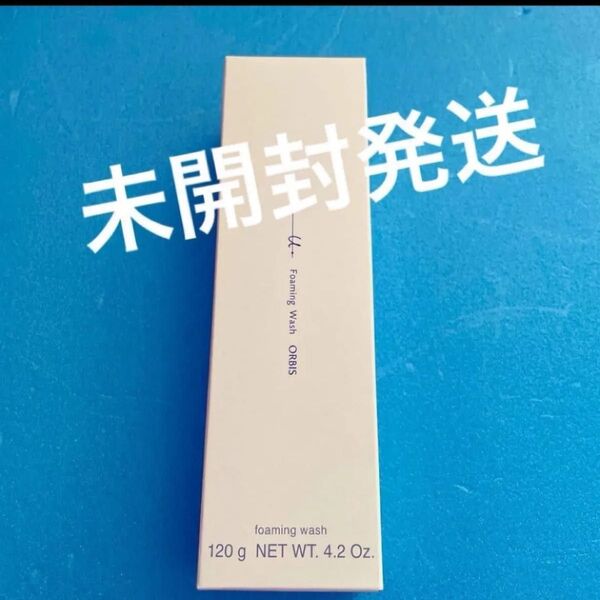 未開封発送
u
Foaming Wash ORBIS
foaming wash
120 g NET WT. 4.2 Oz.